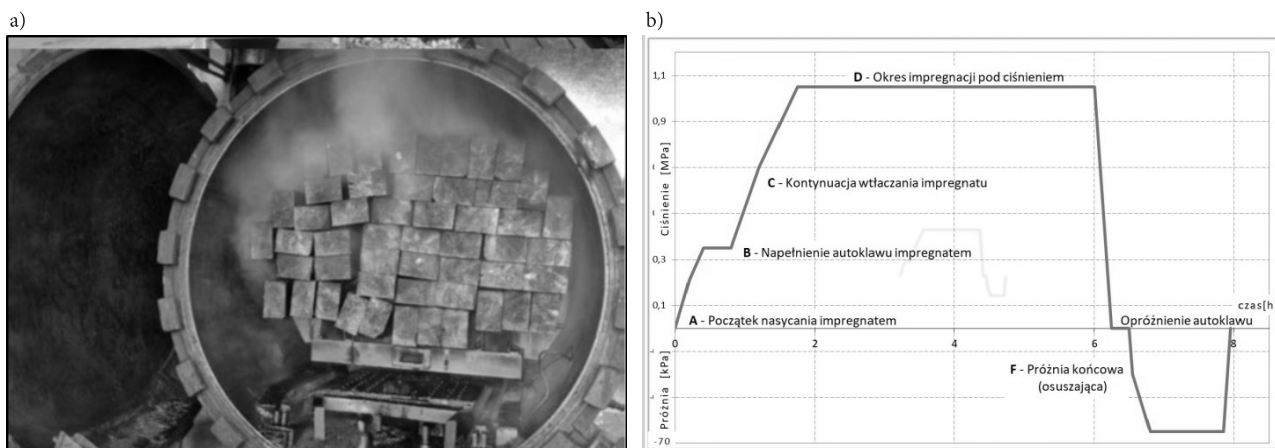 a)
b)
1,1
D - Okres impregnacji pod ciśnieniem
0,9
C - Kontynuacja wtłaczania impregnatu
Ciśnienie [MPa]
B - Napełnienie autoklawu impregnatem
0,3
0,1
czas[h
A - Początek nasycania impregnatem
Opróżnienie autoklawu
0
2
4
6
8
Próżnia [kPa]
F - Próżnia końcowa
(osuszająca)
-70